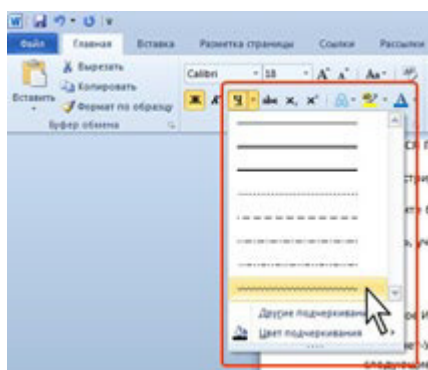 Файл Главная Вставка Разметка страницы Ссылки Рассылки
Вырезать
Копировать
Формат по образцу
Вставить
Буфер обмена
Calibri 18 A A Aa
Ж К Ч abc x, x² A
Другие подчеркивания
Цвет подчеркивания